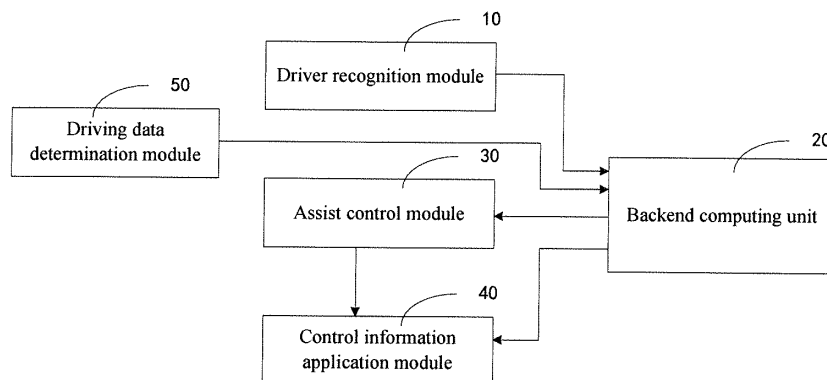 10
Driver recognition module
50
Driving data
determination module
30
Assist control module
20
Backend computing unit
40
Control information
application module